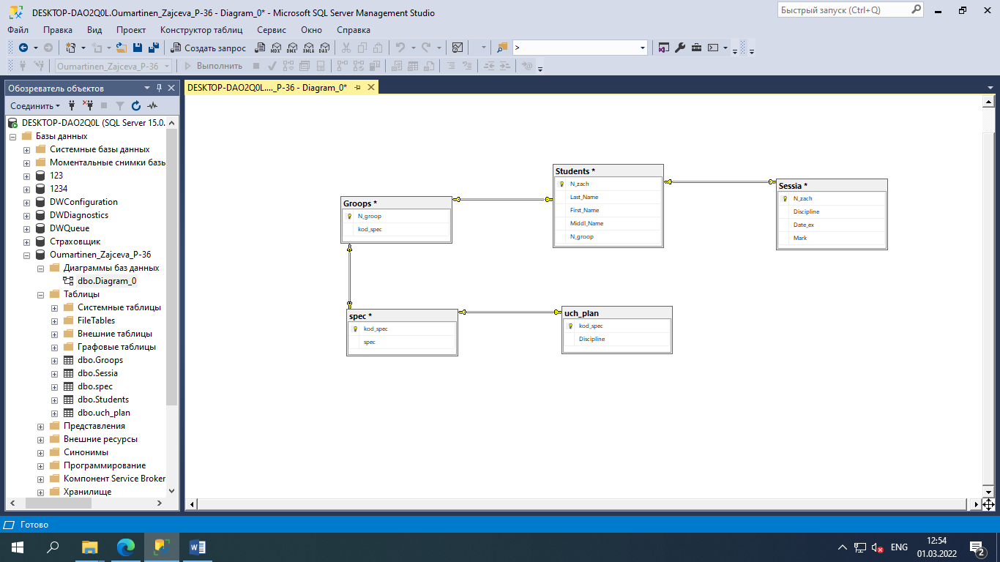 DESKTOP-DAO2Q0L.Oumartinen_Zajceva_P-36 - Diagram_0* - Microsoft SQL Server Management Studio
Быстрый запуск (Ctrl+Q)
Файл Правка Вид Проект Конструктор таблиц Сервис Окно Справка
Создать запрос
MDX DMX XMLA DAX
>
Oumartinen_Zajceva_P-36
Выполнить
Обозреватель объектов
DESKTOP-DAO2Q0L...._P-36 - Diagram_0*
Соединить
DESKTOP-DAO2Q0L (SQL Server 15.0.
Базы данных
Системные базы данных
Моментальные снимки базы
123
1234
DWConfiguration
DWDiagnostics
DWQueue
Страховщик
Oumartinen_Zajceva_P-36
Диаграммы баз данных
dbo.Diagram_0
Таблицы
Системные таблицы
FileTables
Внешние таблицы
Графовые таблицы
dbo.Groops
dbo.Sessia
dbo.spec
dbo.Students
dbo.uch_plan
Представления
Внешние ресурсы
Синонимы
Программирование
Компонент Service Broker
Хранилище
Groops *
N_groop
kod_spec
Students *
N_zach
Last_Name
First_Name
Middl_Name
N_groop
Sessia *
N_zach
Discipline
Date_ex
Mark
spec *
kod_spec
spec
uch_plan
kod_spec
Discipline
Готово
ENG
12:54
01.03.2022
2